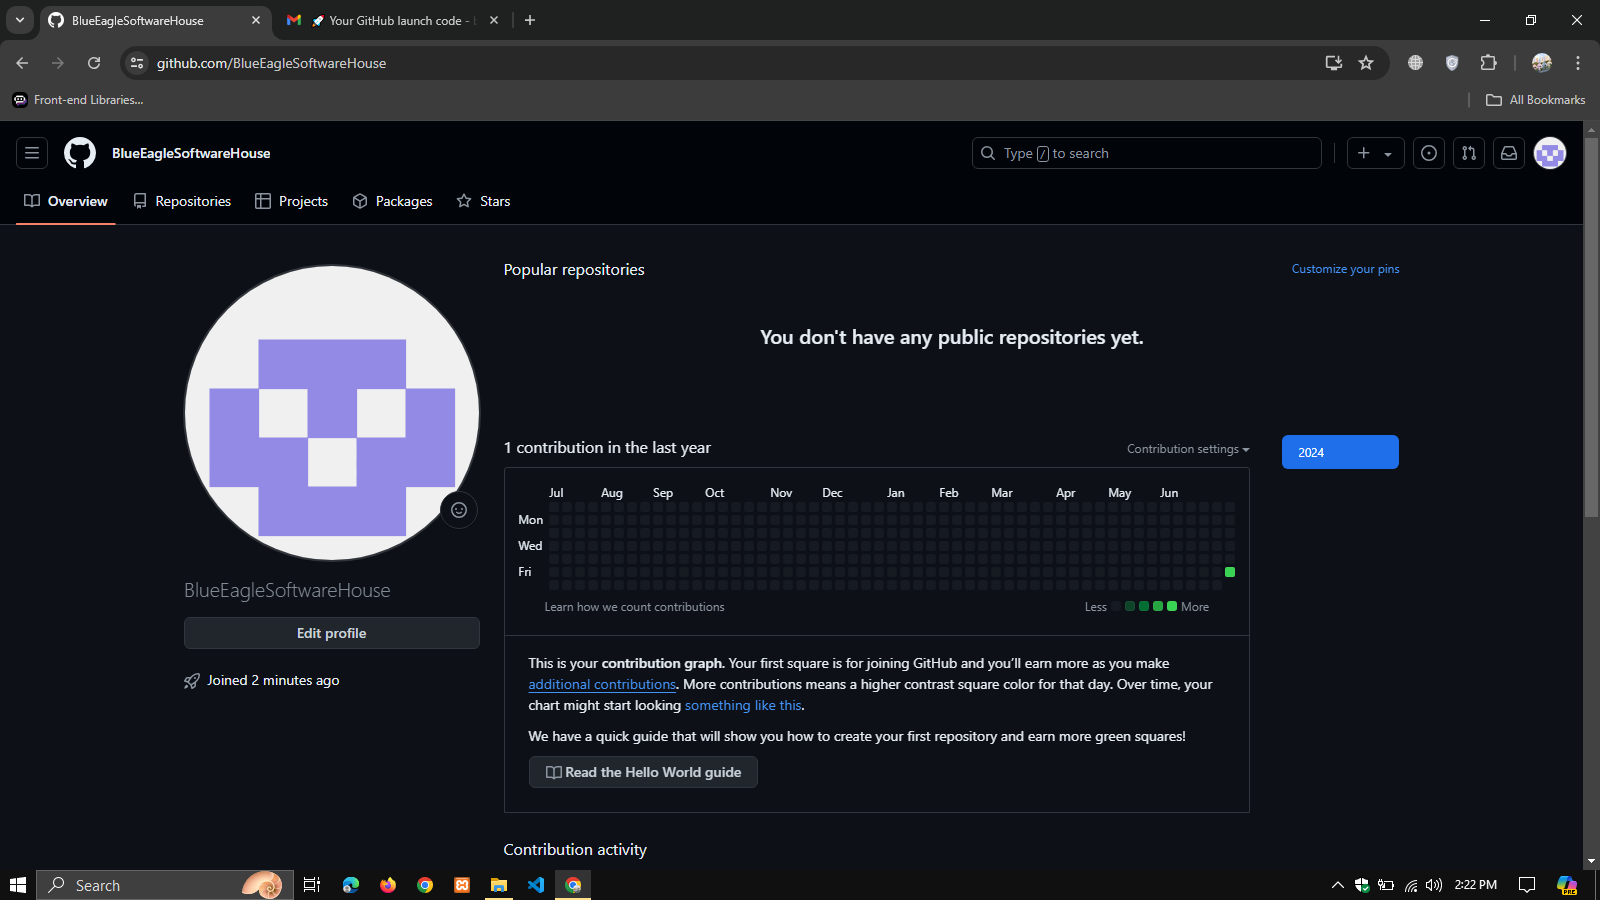 BlueEagleSoftwareHouse
Your GitHub launch code -
github.com/BlueEagleSoftwareHouse
Front-end Libraries...
All Bookmarks
BlueEagleSoftwareHouse
Type / to search
Overview
Repositories
Projects
Packages
Stars
Popular repositories
Customize your pins
You don't have any public repositories yet.
1 contribution in the last year
Contribution settings
2024
Jul Aug Sep Oct Nov Dec Jan Feb Mar Apr May Jun
Mon
Wed
Fri
Learn how we count contributions
Less
More
BlueEagleSoftwareHouse
Edit profile
Joined 2 minutes ago
This is your contribution graph. Your first square is for joining GitHub and you’ll earn more as you make
additional contributions. More contributions means a higher contrast square color for that day. Over time, your
chart might start looking something like this.
We have a quick guide that will show you how to create your first repository and earn more green squares!
Read the Hello World guide
Contribution activity
Search
2:22 PM
PRE